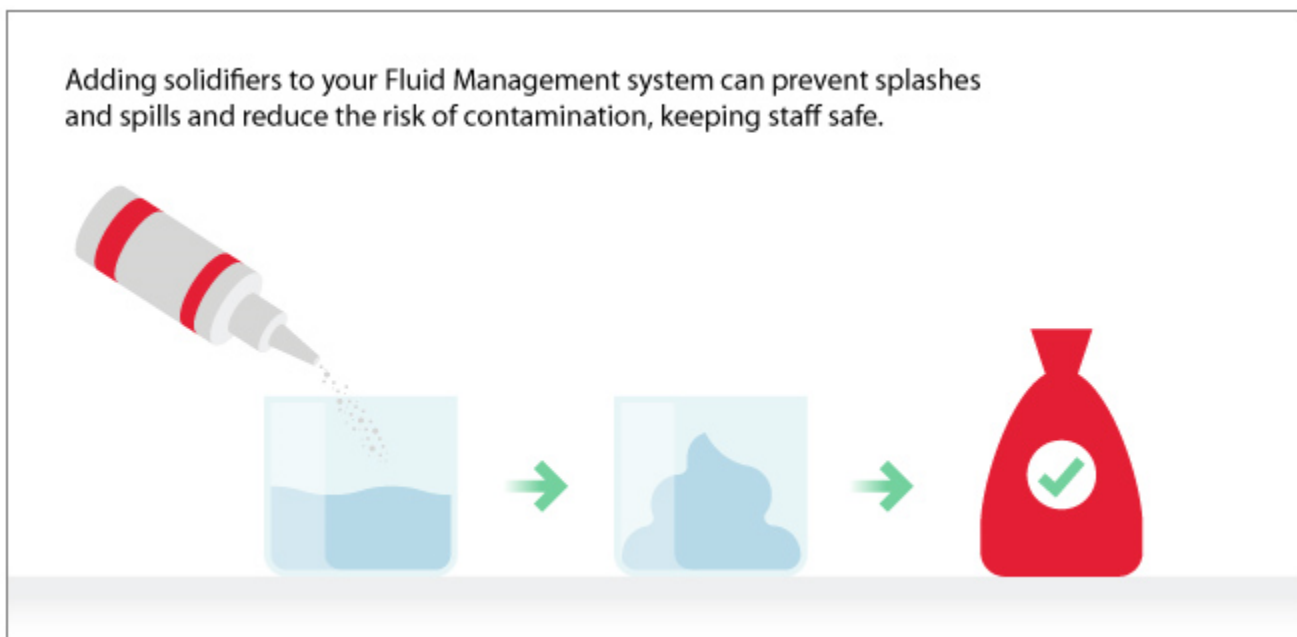 Adding solidifiers to your Fluid Management system can prevent splashes
and spills and reduce the risk of contamination, keeping staff safe.